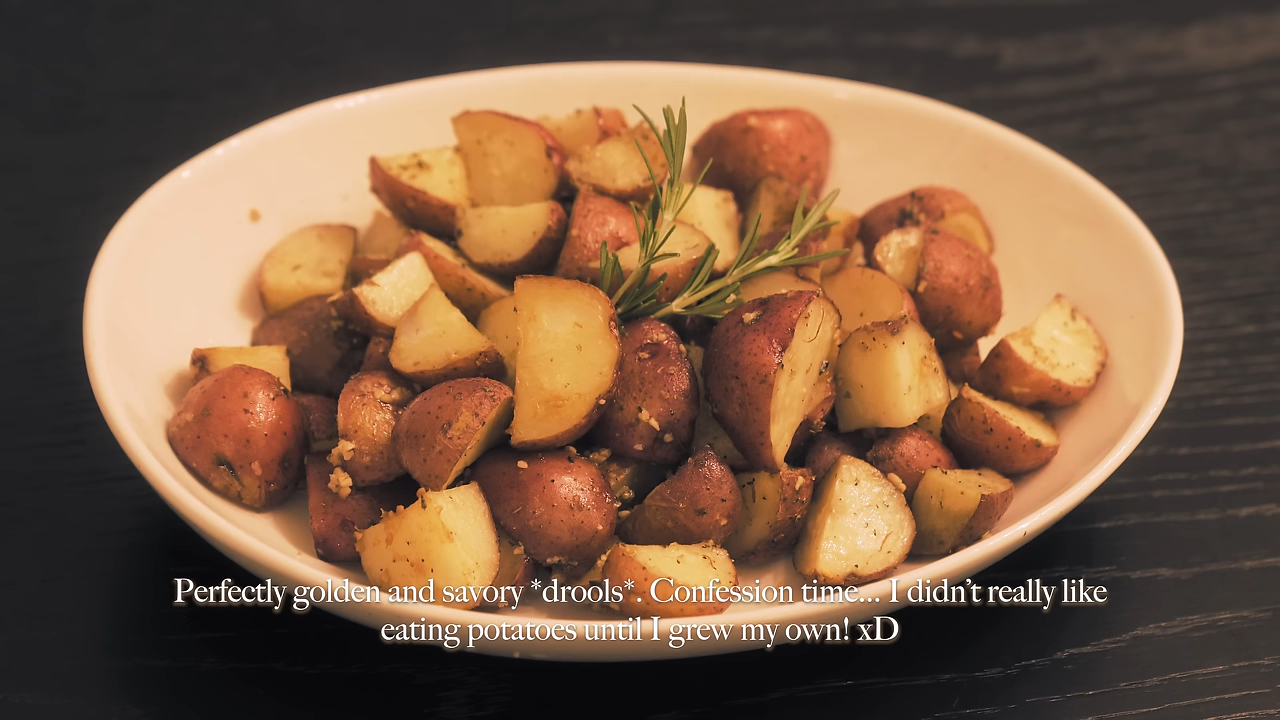 Perfectly golden and savory *drools*. Confession time... I didn't really like
eating potatoes until I grew my own! xD